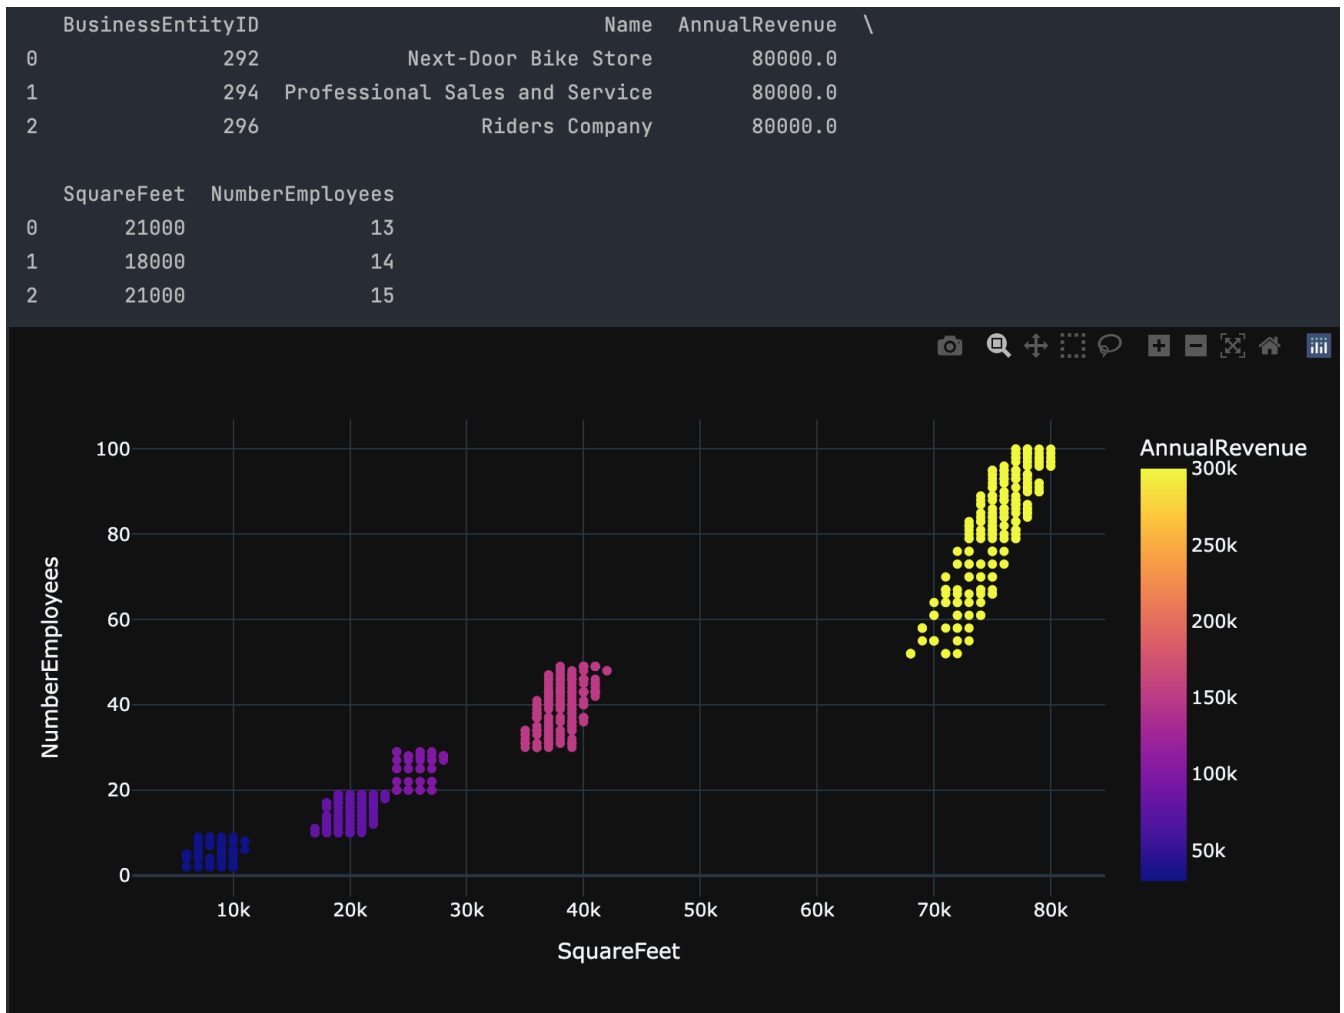 BusinessEntityID Name AnnualRevenue \
0 292 Next-Door Bike Store 80000.0
1 294 Professional Sales and Service 80000.0
2 296 Riders Company 80000.0
SquareFeet NumberEmployees
0 21000 13
1 18000 14
2 21000 15
AnnualRevenue
300k
250k
200k
150k
100k
50k
NumberEmployees
100
80
60
40
20
0
10k 20k 30k 40k 50k 60k 70k 80k
SquareFeet